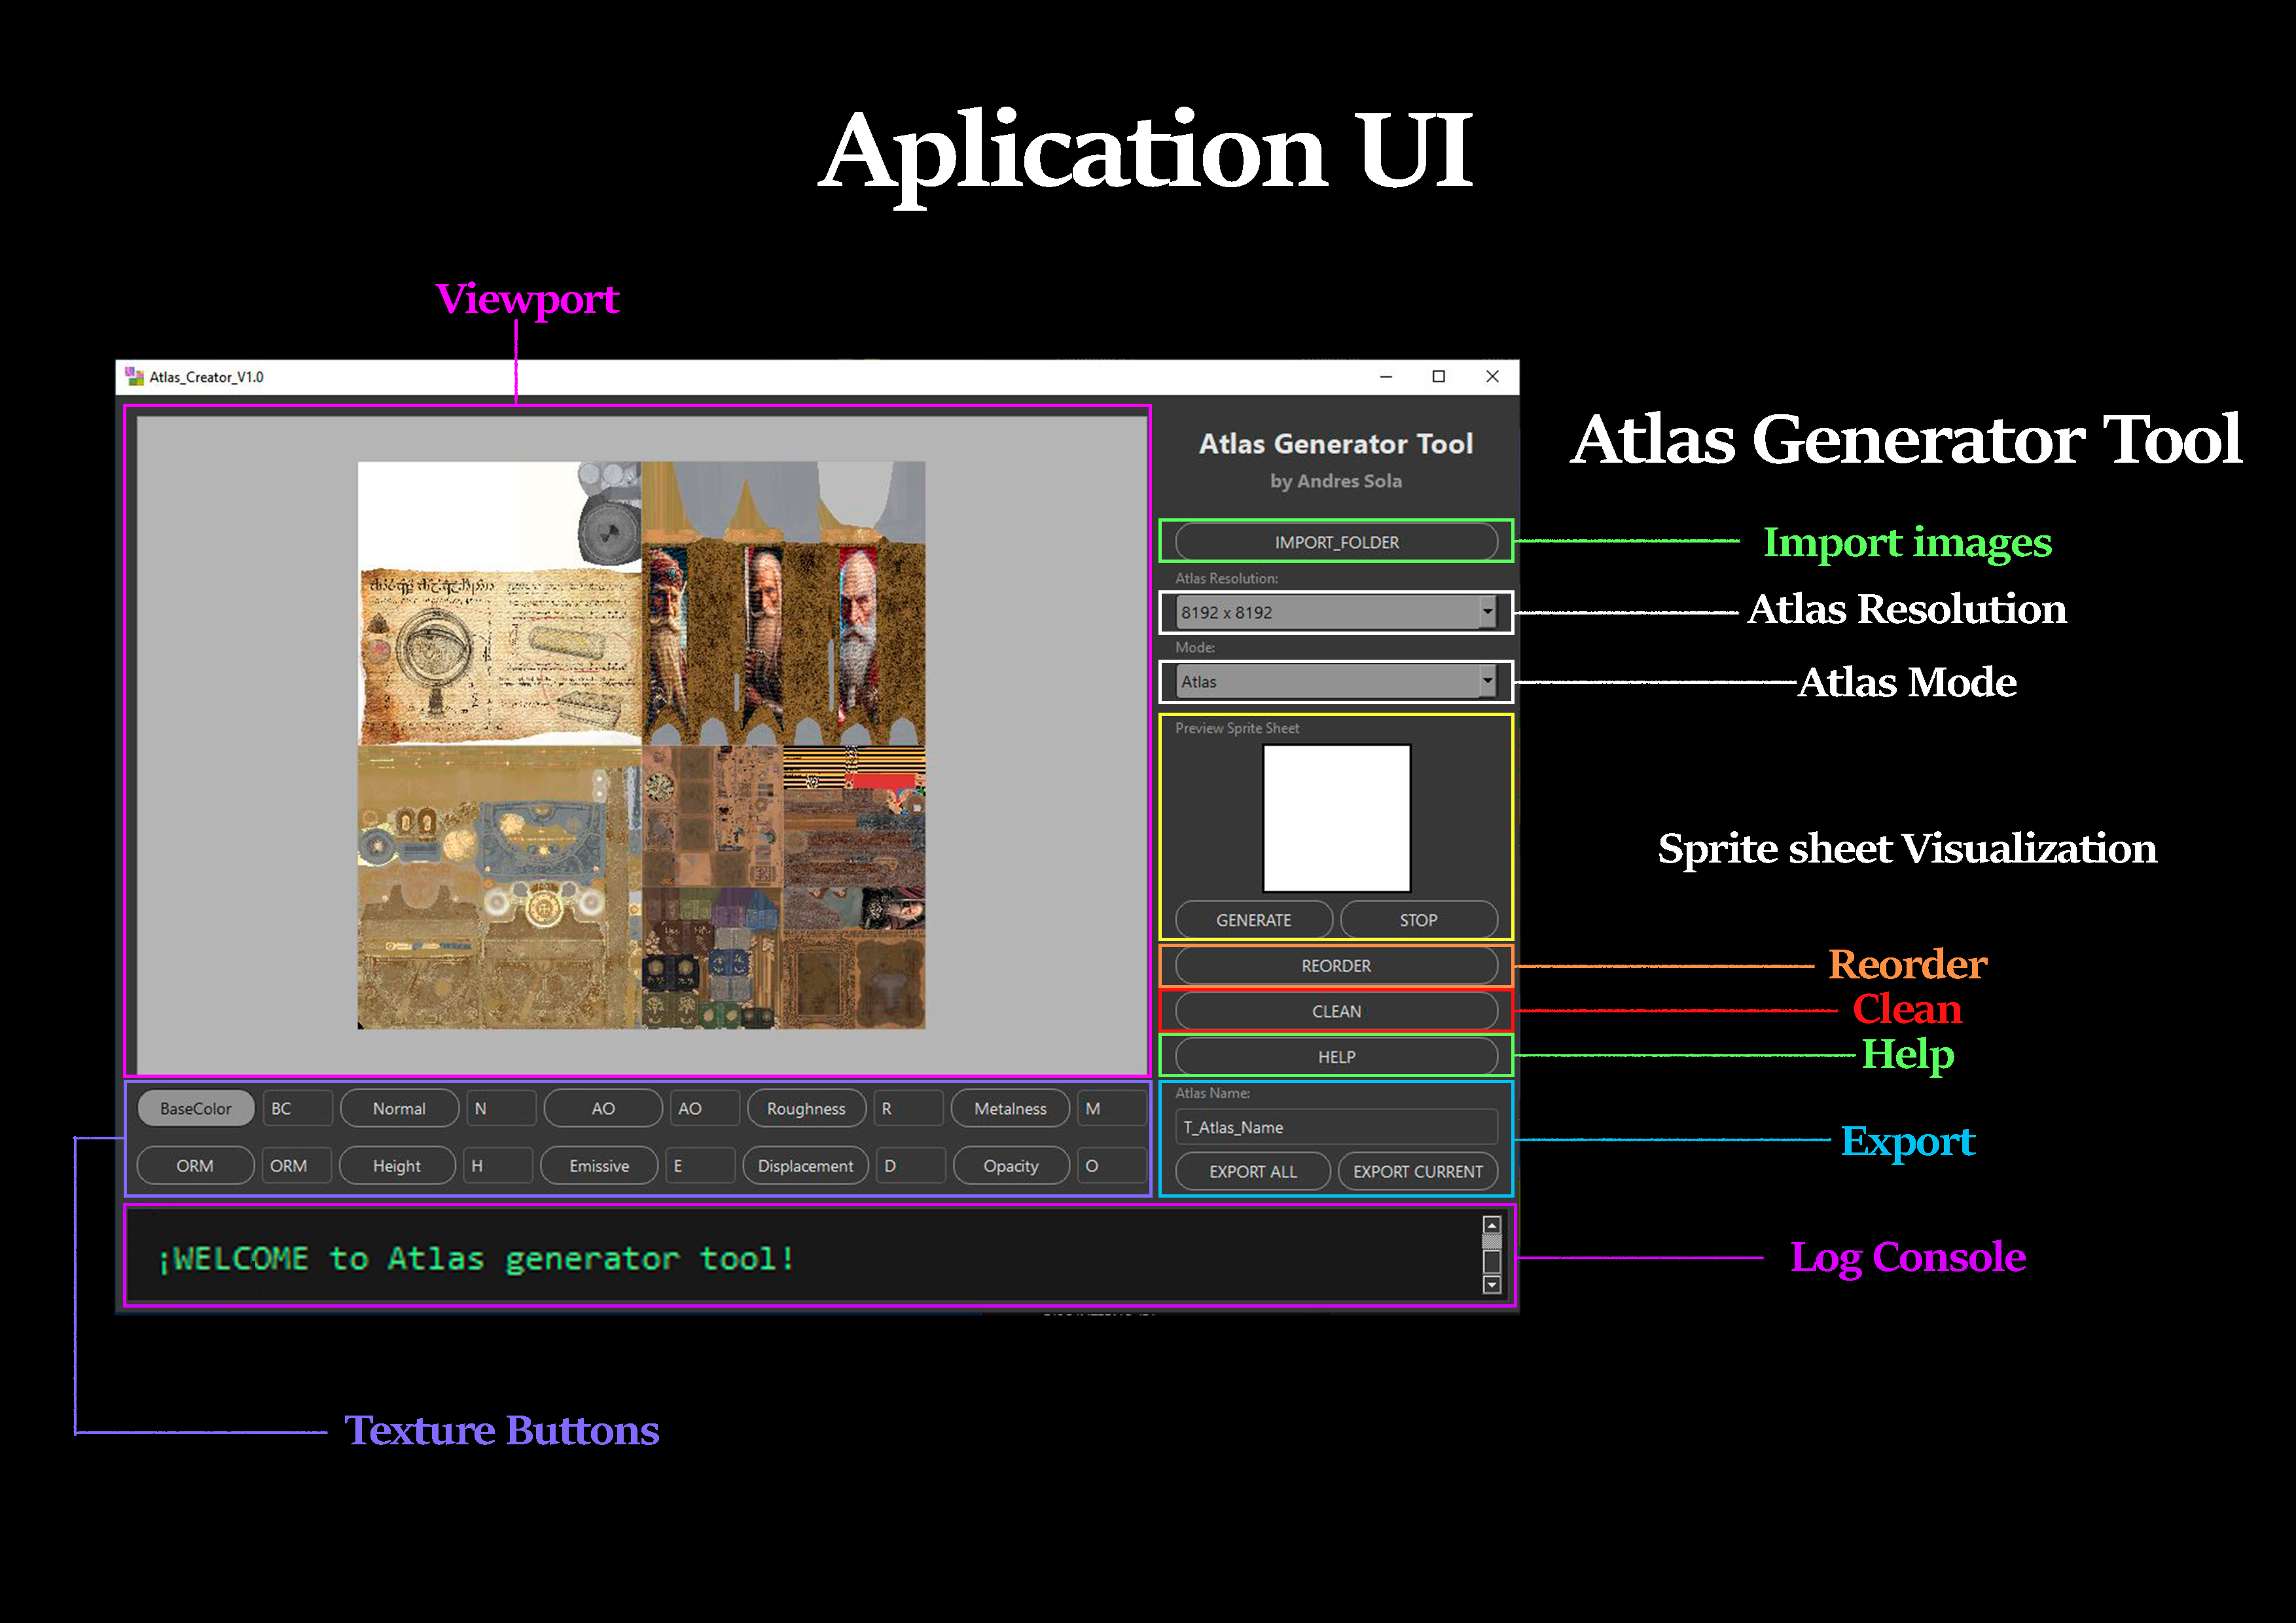 Aplication UI
Viewport
Atlas_Creator_V1.0
Atlas Generator Tool
by Andres Sola
Atlas Generator Tool
IMPORT_FOLDER
Import images
Atlas Resolution:
8192 x 8192
Atlas Resolution
Mode:
Atlas
Atlas Mode
Preview Sprite Sheet
Sprite sheet Visualization
GENERATE
STOP
REORDER
Reorder
CLEAN
Clean
HELP
Help
BaseColor BC Normal N AO AO Roughness R Metalness M
ORM ORM Height H Emissive E Displacement D Opacity O
Atlas Name:
T_Atlas_Name
EXPORT ALL
EXPORT CURRENT
Export
¡WELCOME to Atlas generator tool!
Log Console
Texture Buttons